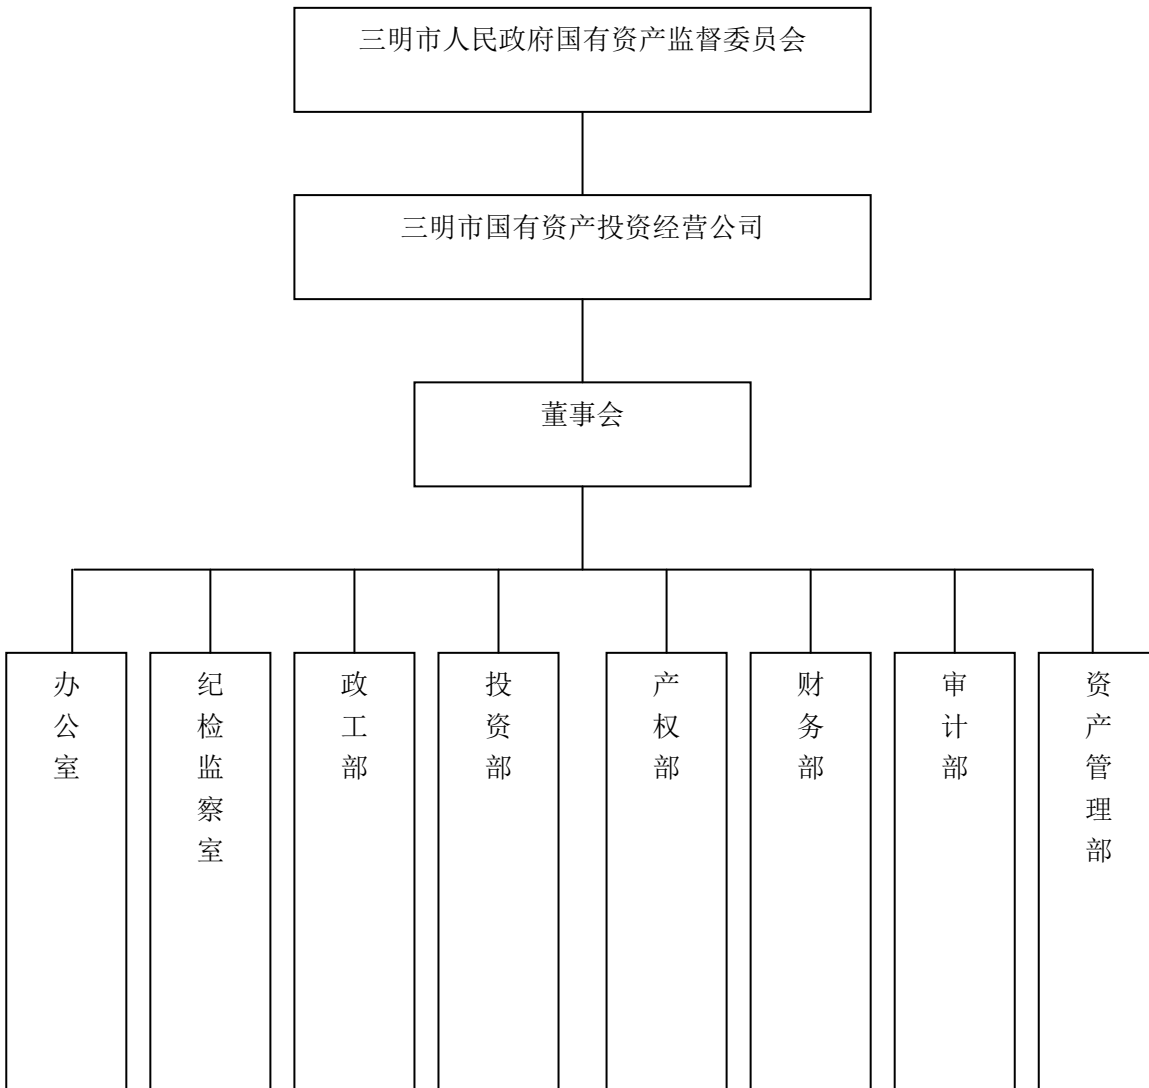 三明市人民政府国有资产监督委员会
三明市国有资产投资经营公司
董事会
办公室
纪检监察室
政工部
投资部
产权部
财务部
审计部
资产管理部